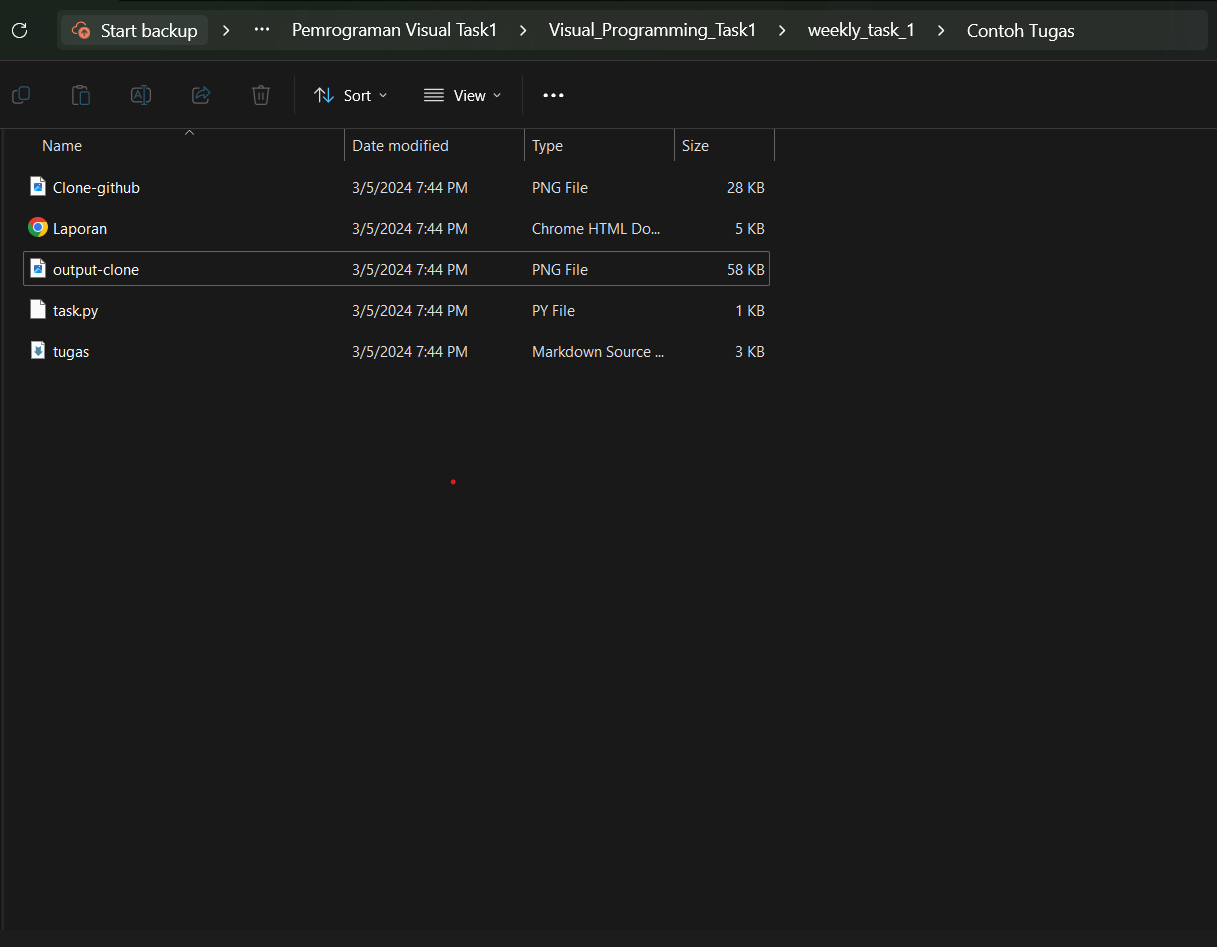 Start backup > ... Pemrograman Visual Task1 > Visual_Programming_Task1 > weekly_task_1 > Contoh Tugas
Sort View ...
Name Date modified Type Size
Clone-github 3/5/2024 7:44 PM PNG File 28 KB
Laporan 3/5/2024 7:44 PM Chrome HTML Do... 5 KB
output-clone 3/5/2024 7:44 PM PNG File 58 KB
task.py 3/5/2024 7:44 PM PY File 1 KB
tugas 3/5/2024 7:44 PM Markdown Source ... 3 KB